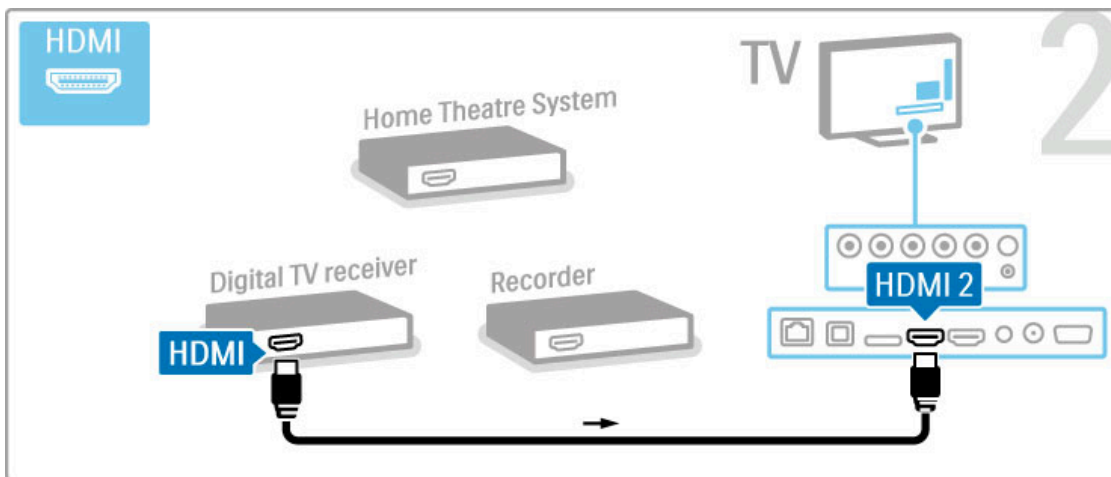 HDMI
TV
2
Home Theatre System
Digital TV receiver
Recorder
HDMI 2
HDMI